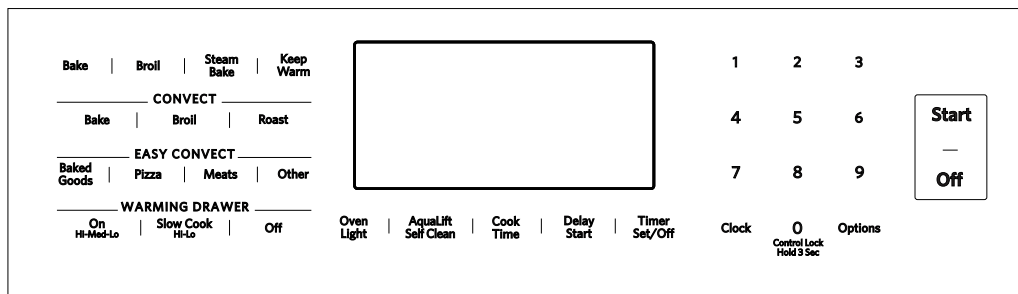 Bake Broil Steam Bake Keep Warm
CONVECT
Bake Broil Roast
EASY CONVECT
Baked Goods Pizza Meats Other
WARMING DRAWER
On Slow Cook Off
Hi-Med-Lo Hi-Lo
Oven Light AquaLift Self Clean Cook Time Delay Start Timer Set/Off
1 2 3
4 5 6
7 8 9
Clock 0 Options
Control Lock
Hold 3 Sec
Start
Off